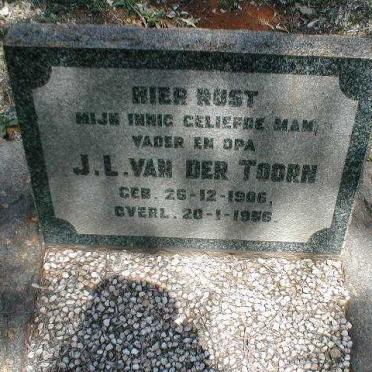 HIER RUST
MIJN INNIG GELIEFDE MAN,
VADER EN OPA
J.L. VAN DER TOORN
GEB. 26-12-1906,
OVERL. 20-1-1956.